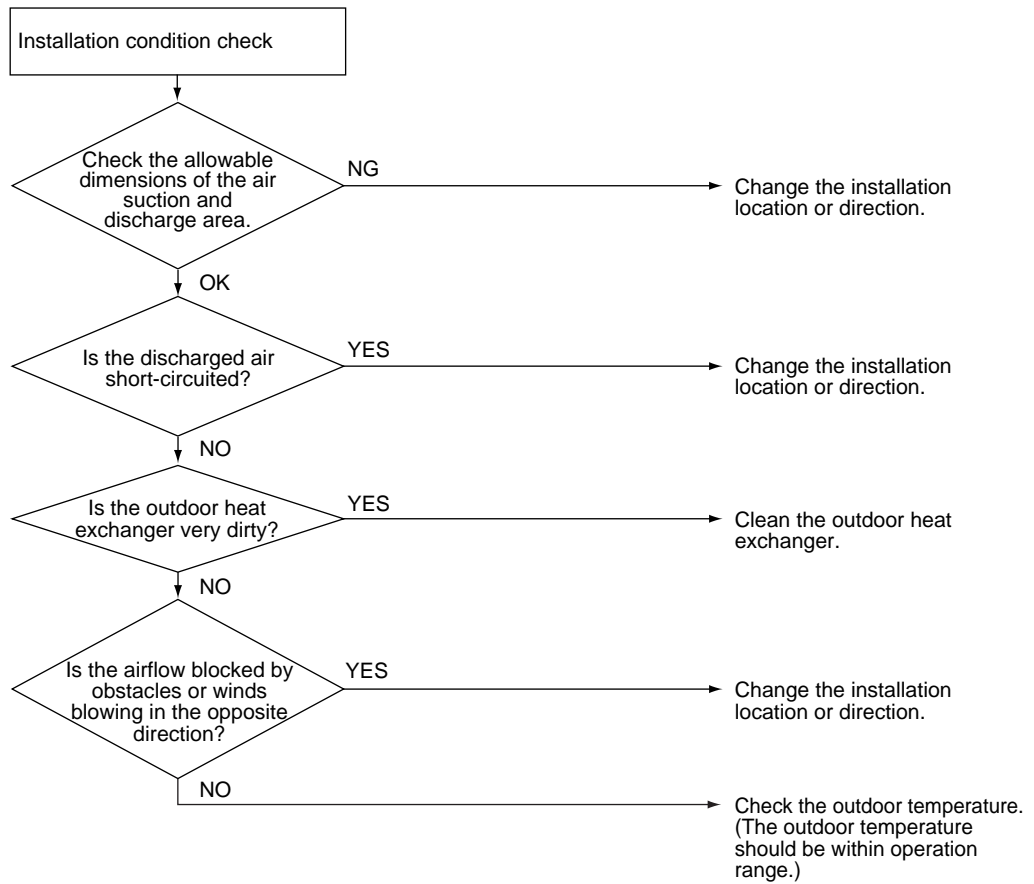 Installation condition check
Check the allowable
dimensions of the air
suction and
discharge area.
NG
Change the installation
location or direction.
OK
Is the discharged air
short-circuited?
YES
Change the installation
location or direction.
NO
Is the outdoor heat
exchanger very dirty?
YES
Clean the outdoor heat
exchanger.
NO
Is the airflow blocked by
obstacles or winds
blowing in the opposite
direction?
YES
Change the installation
location or direction.
NO
Check the outdoor temperature.
(The outdoor temperature
should be within operation
range.)